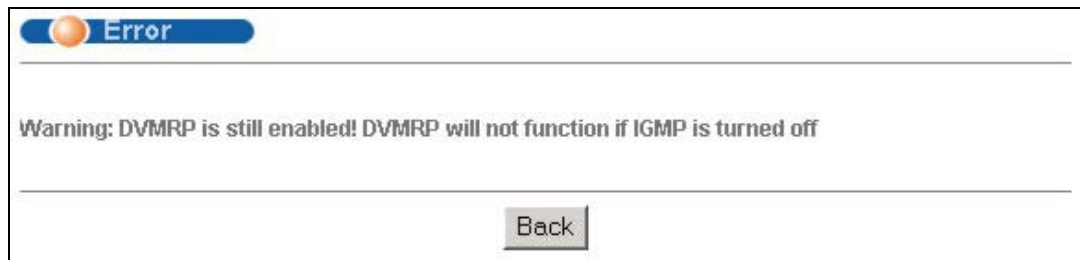 Error
Warning: DVMRP is still enabled! DVMRP will not function if IGMP is turned off
Back